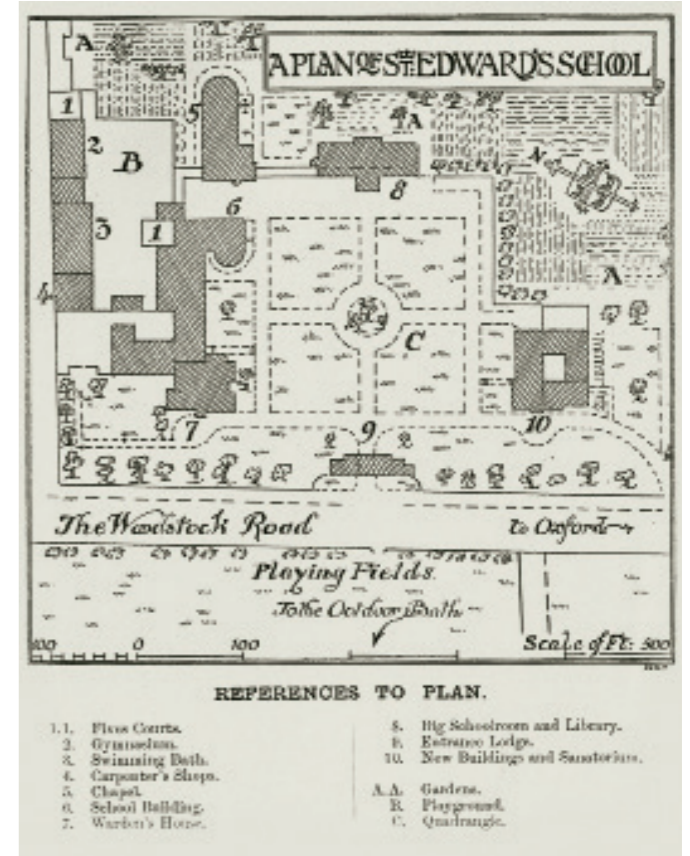 A PLAN OF ST. EDWARD'S SCHOOL
A
1
2
B
5
A
8
N
3
1
6
A
4
C
7
9
10
The Woodstock Road
to Oxford
Playing Fields.
To the Outdoor Bath
100 0 100
Scale of Ft: 500
REFERENCES TO PLAN.
1.1. Fives Courts.
2. Gymnasium.
3. Swimming Bath.
4. Carpenter's Shops.
5. Chapel.
6. School Building.
7. Warden's House.
8. Big Schoolroom and Library.
9. Entrance Lodge.
10. New Buildings and Sanatorium.
A.A. Gardens.
B. Playground.
C. Quadrangle.